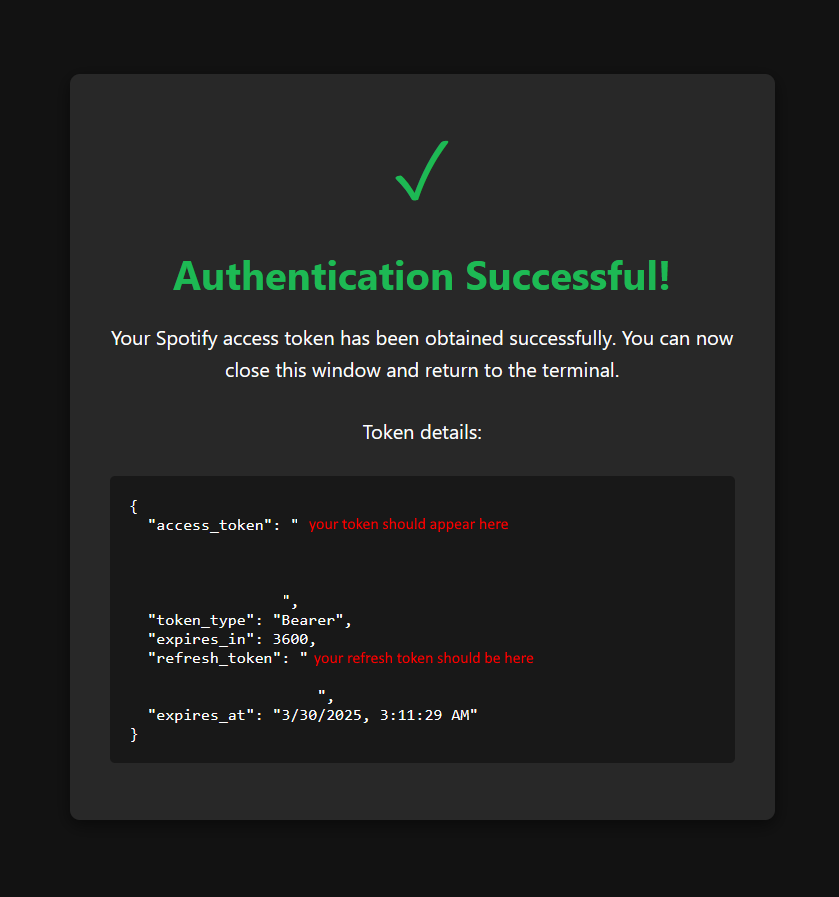 Authentication Successful!
Your Spotify access token has been obtained successfully. You can now
close this window and return to the terminal.
Token details:
{
"access_token": " your token should appear here
",
"token_type": "Bearer",
"expires_in": 3600,
"refresh_token": " your refresh token should be here
",
"expires_at": "3/30/2025, 3:11:29 AM"
}